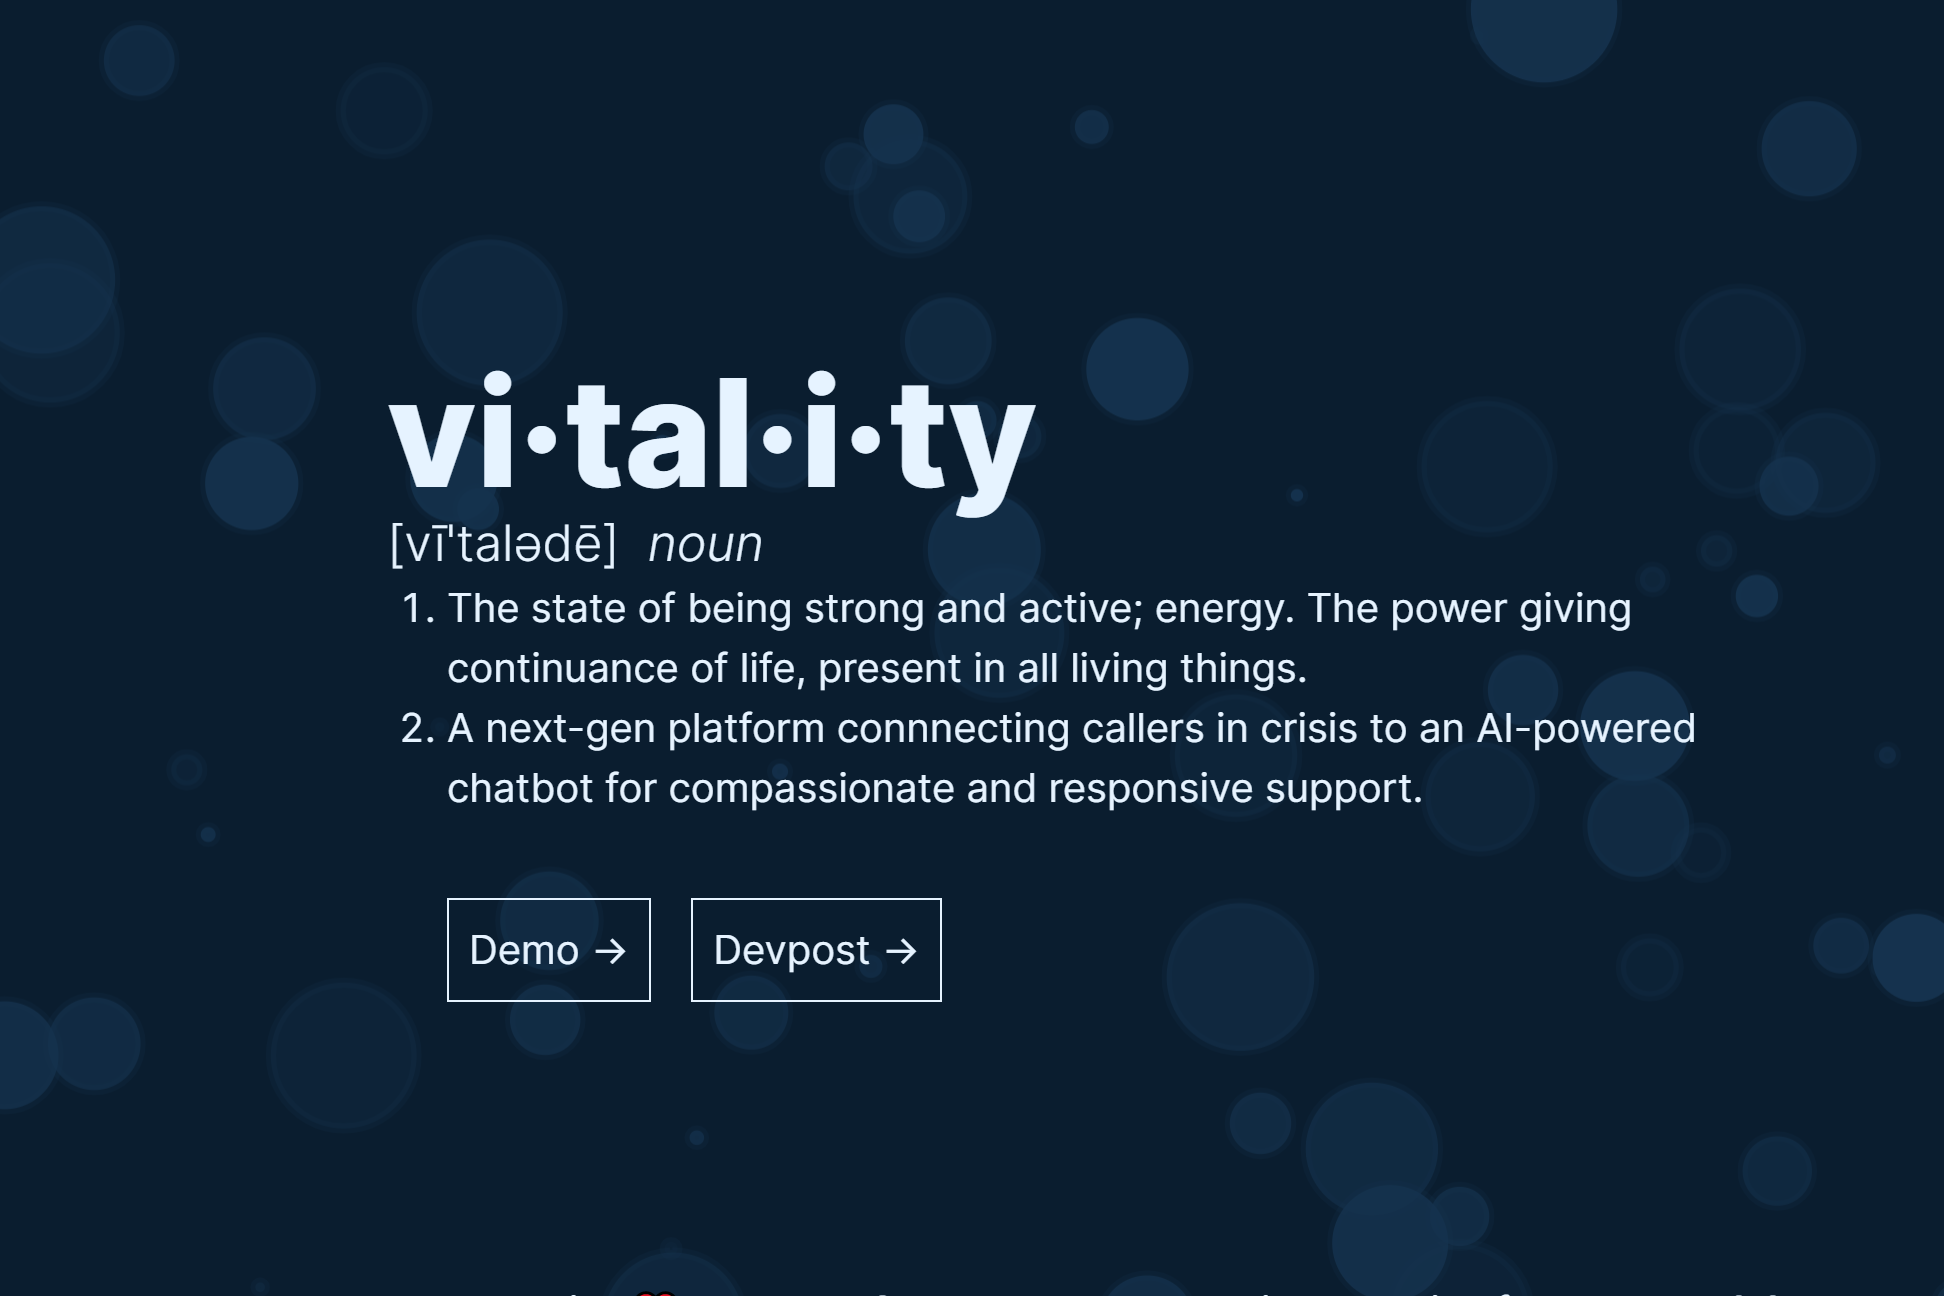 vi·tal·i·ty
[vī'talədē] noun
1. The state of being strong and active; energy. The power giving
continuance of life, present in all living things.
2. A next-gen platform connnecting callers in crisis to an AI-powered
chatbot for compassionate and responsive support.
Demo →
Devpost →